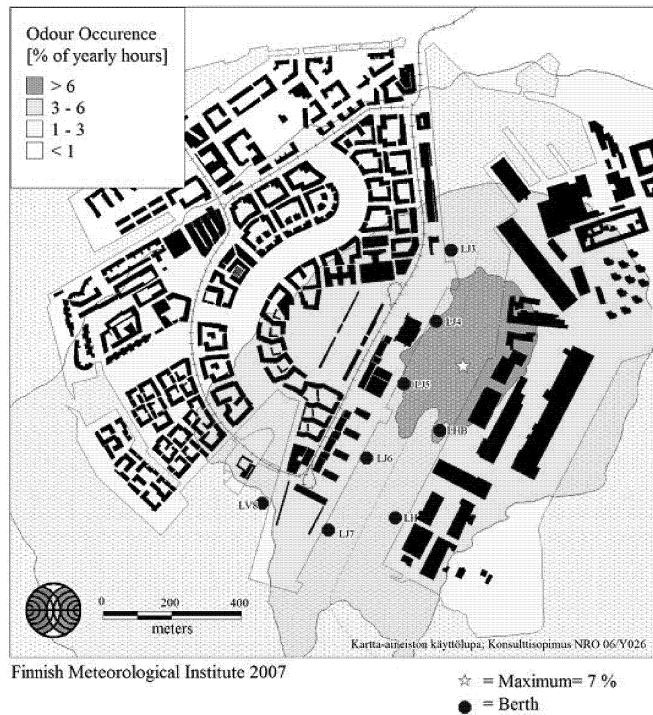 Odour Occurence
[% of yearly hours]
> 6
3 - 6
1 - 3
< 1
LJ3
LJ4
LJ5
LHB
LJ6
LV8
LJ7
0 200 400
meters
Kartta-aineiston käyttölupa; Konsulttisopimus NRO 06/Y026
Finnish Meteorological Institute 2007
= Maximum= 7 %
= Berth